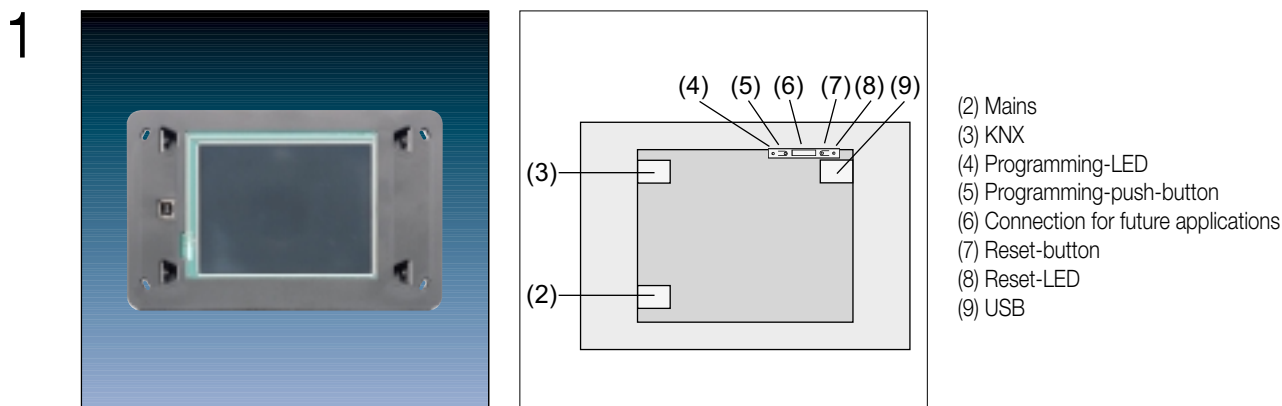 1
(4) (5) (6) (7) (8) (9)
(3)
(2)
(2) Mains
(3) KNX
(4) Programming-LED
(5) Programming-push-button
(6) Connection for future applications
(7) Reset-button
(8) Reset-LED
(9) USB